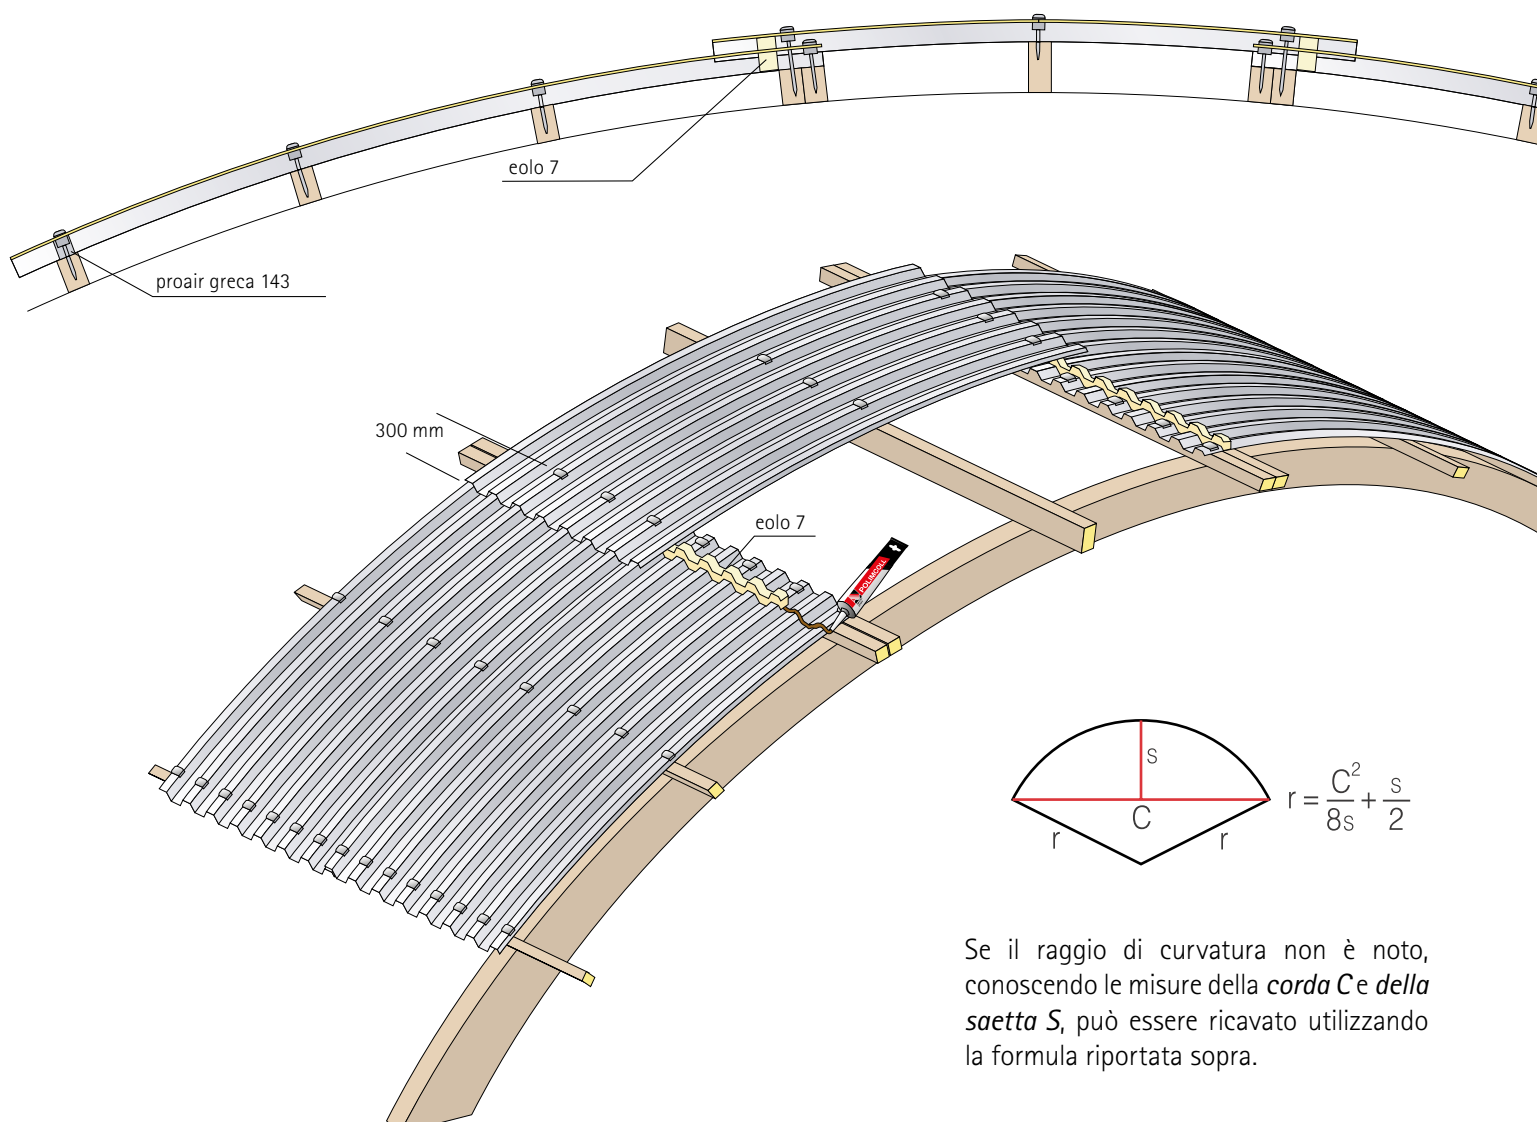 eolo 7
proair greca 143
300 mm
eolo 7
POLIMCOLL
s
C
r
r
r = C²/8s + s/2
Se il raggio di curvatura non è noto,
conoscendo le misure della corda C e della
saetta S, può essere ricavato utilizzando
la formula riportata sopra.